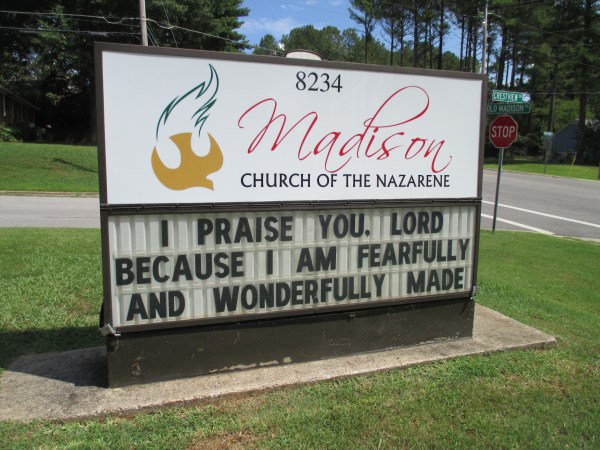 8234
Madison
CHURCH OF THE NAZARENE
I PRAISE YOU, LORD
BECAUSE I AM FEARFULLY
AND WONDERFULLY MADE
CRESTVIEW
OLD MADISON
STOP